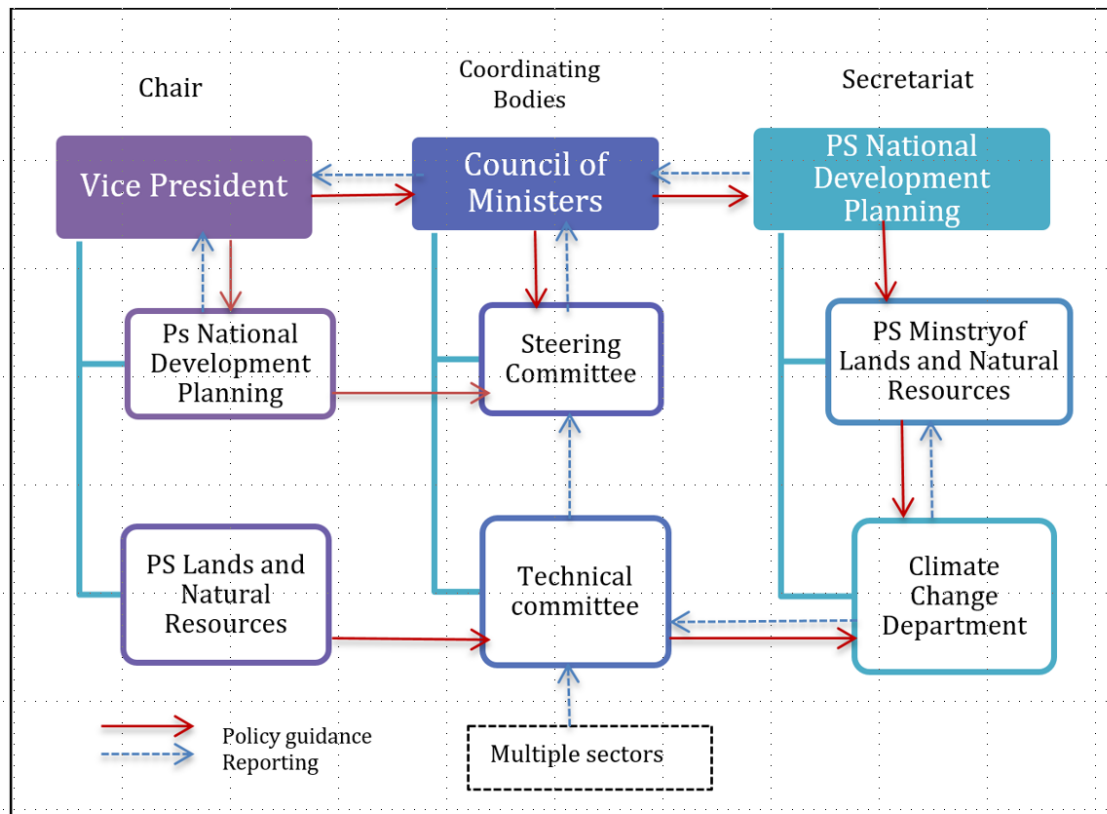 Chair
Coordinating
Bodies
Secretariat
Vice President
Council of
Ministers
PS National
Development
Planning
Ps National
Development
Planning
Steering
Committee
PS Minstryof
Lands and Natural
Resources
PS Lands and
Natural
Resources
Technical
committee
Climate
Change
Department
Policy guidance
Reporting
Multiple sectors